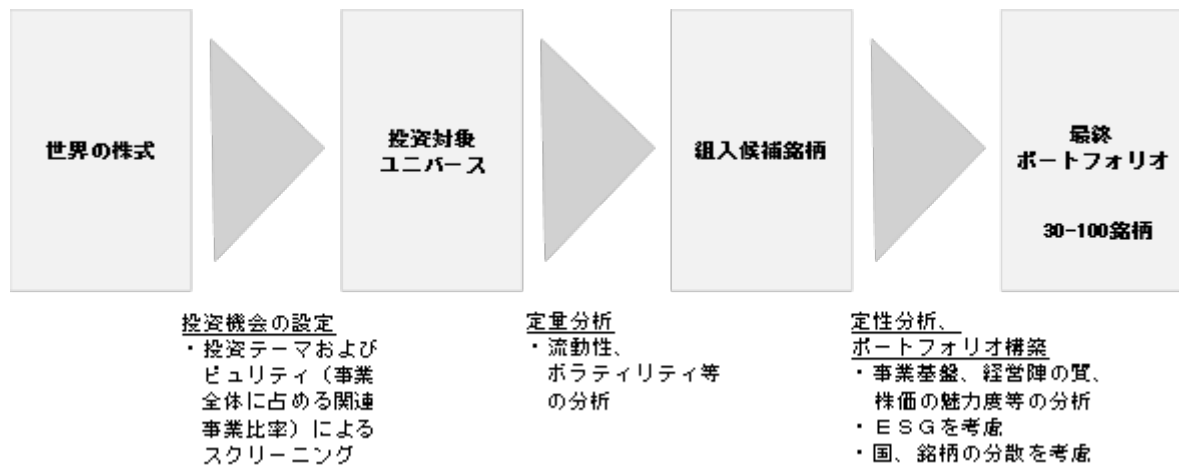 世界の株式
投資対象
ユニバース
組入候補銘柄
最終
ポートフォリオ
30-100銘柄
投資機会の設定
・投資テーマおよび
ピュリティ（事業
全体に占める関連
事業比率）による
スクリーニング
定量分析
・流動性、
ボラティリティ等
の分析
定性分析、
ポートフォリオ構築
・事業基盤、経営陣の質、
株価の魅力度等の分析
・ＥＳＧを考慮
・国、銘柄の分散を考慮